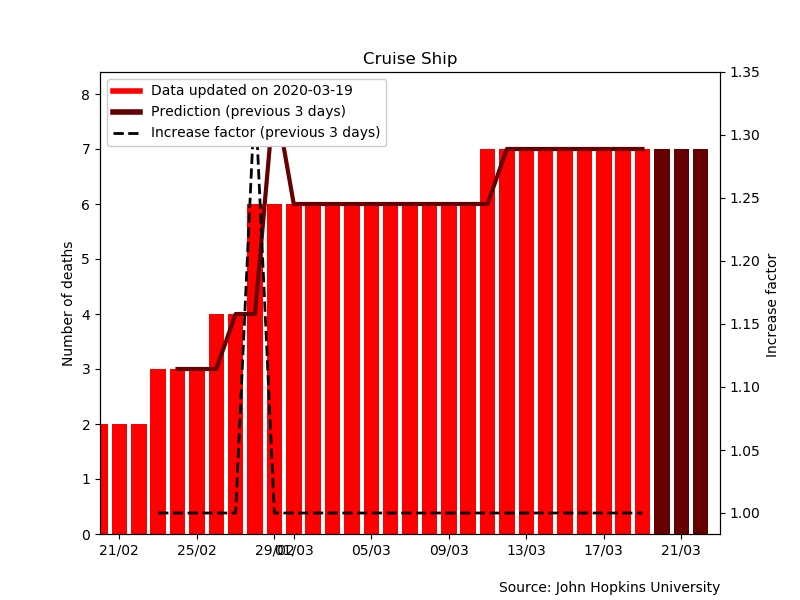 Cruise Ship
Data updated on 2020-03-19
Prediction (previous 3 days)
Increase factor (previous 3 days)
Number of deaths
8
7
6
5
4
3
2
1
0
Increase factor
1.35
1.30
1.25
1.20
1.15
1.10
1.05
1.00
21/02 25/02 29/02 01/03 05/03 09/03 13/03 17/03 21/03
Source: John Hopkins University